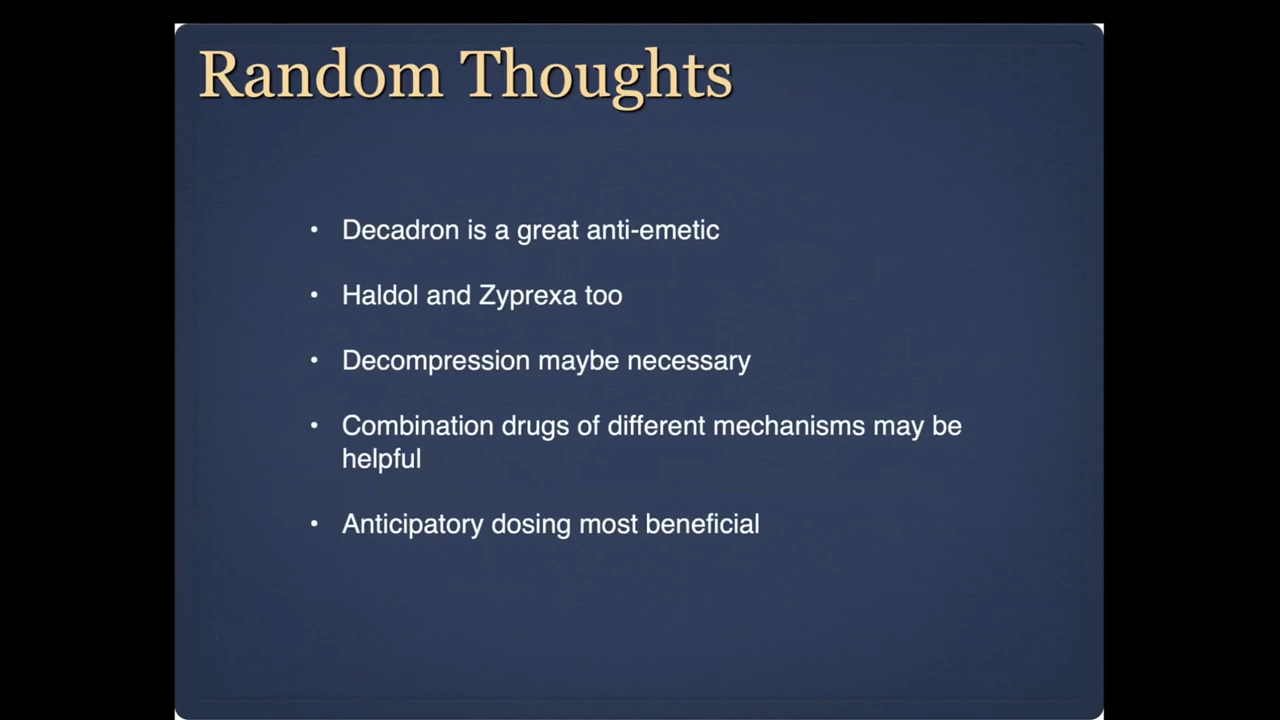 Random Thoughts
• Decadron is a great anti-emetic
• Haldol and Zyprexa too
• Decompression maybe necessary
• Combination drugs of different mechanisms may be
helpful
• Anticipatory dosing most beneficial